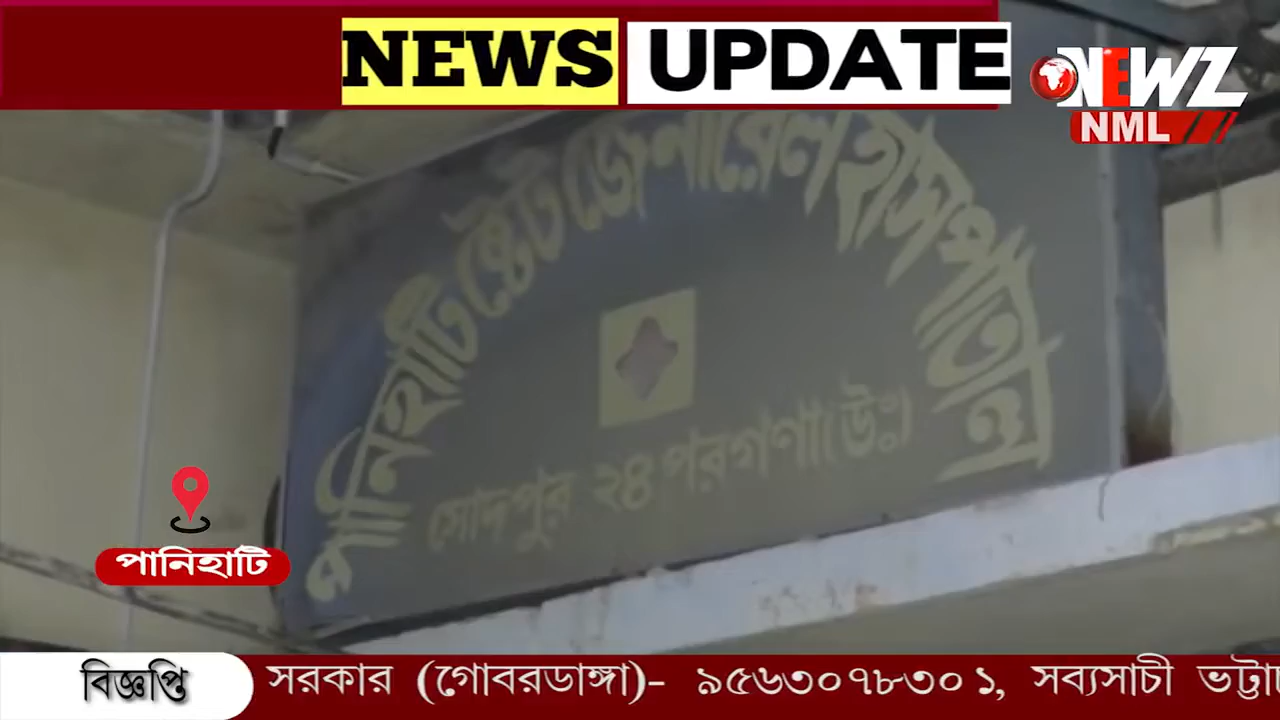 NEWS UPDATE
NEWZ
NML
পানিহাটি ষ্টেট জেনারেল হাসপাতাল
সোদপুর ২৪ পরগণা (উঃ)
পানিহাটি
বিজ্ঞপ্তি
সরকার (গোবরডাঙ্গা)- ৯৫৬৩০৭৮৩০১, সব্যসাচী